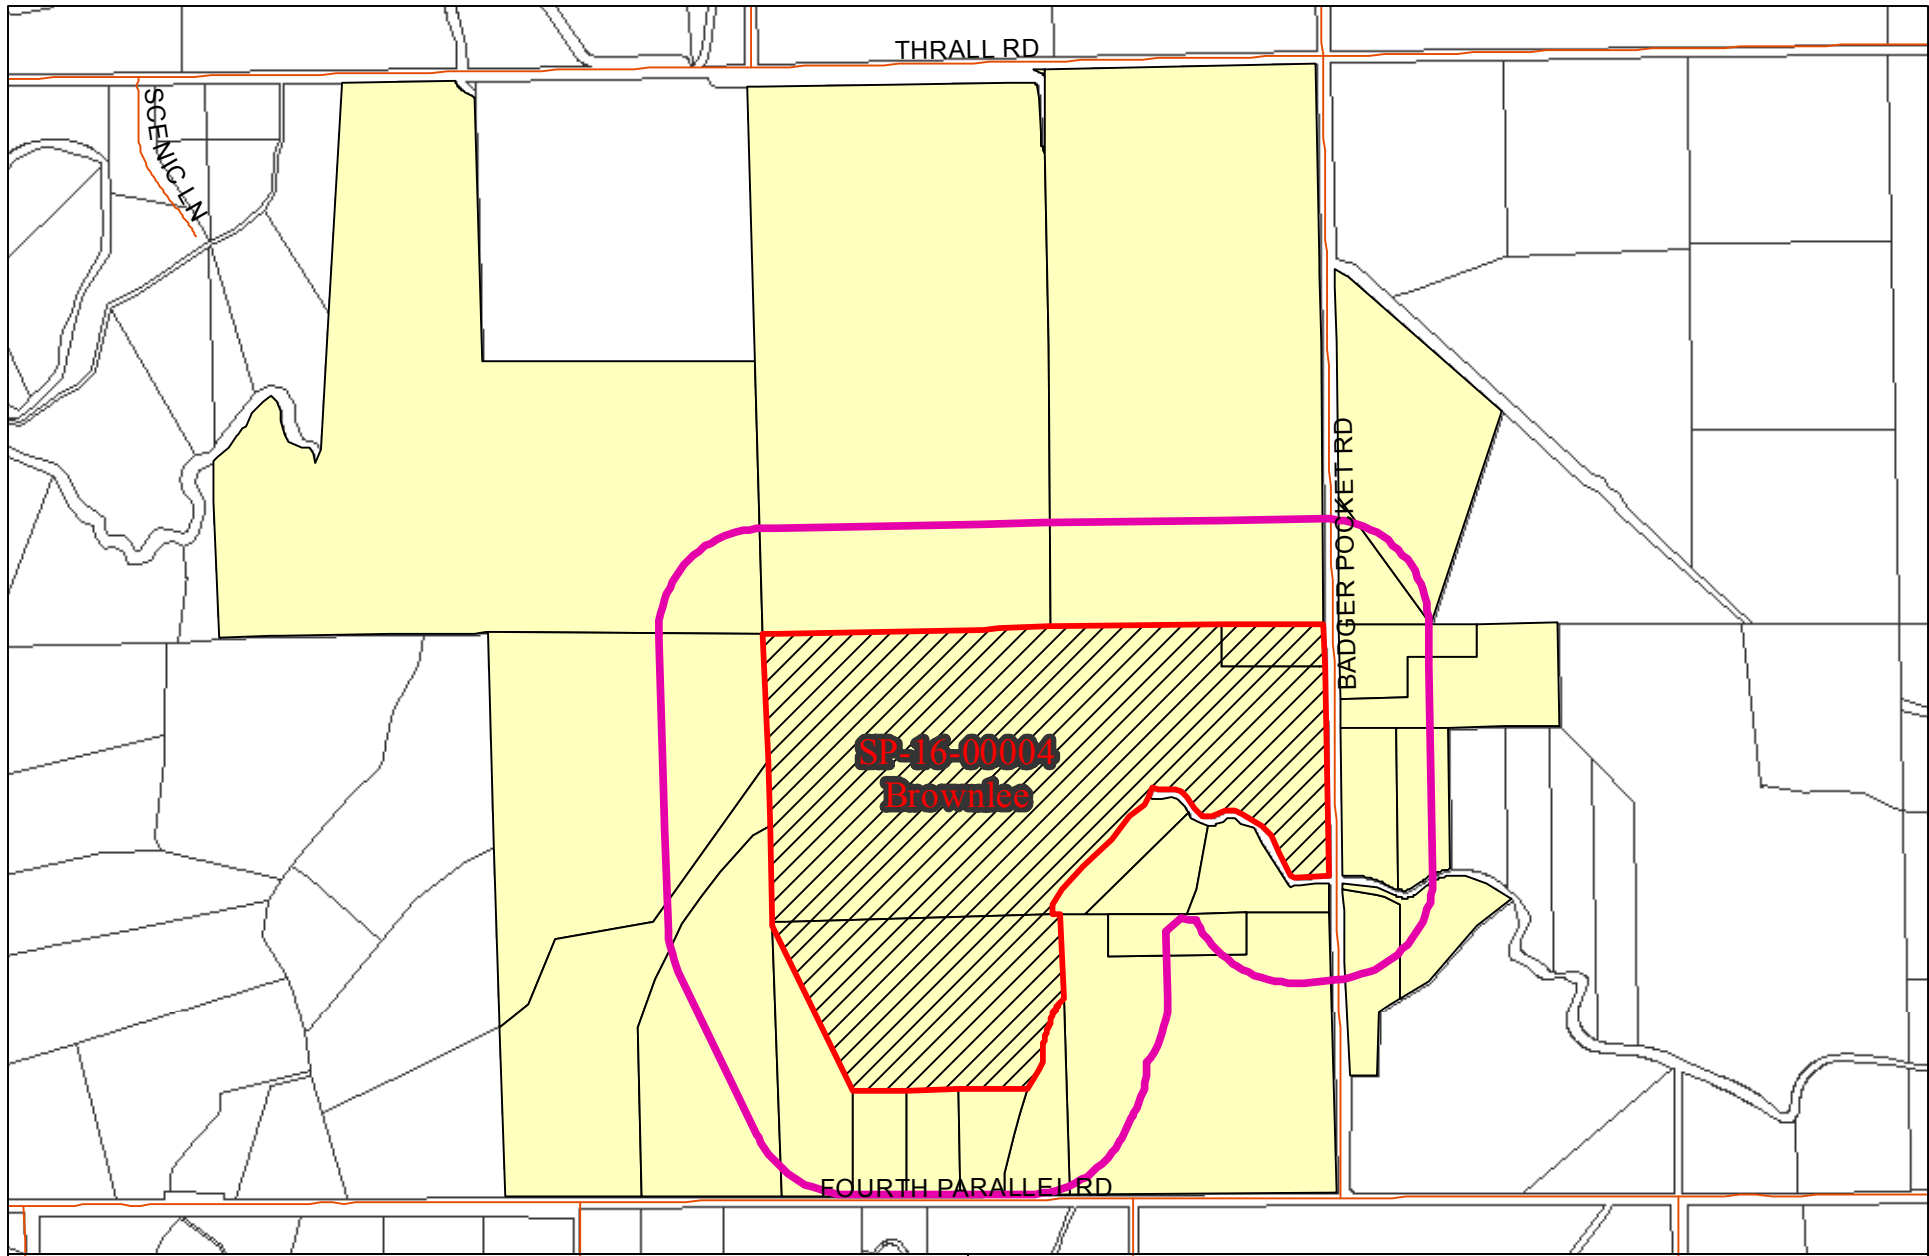 THRALL RD
SCENIC LN
BADGER POCKET RD
SP-16-00004
Brownlee
FOURTH PARALLEL RD